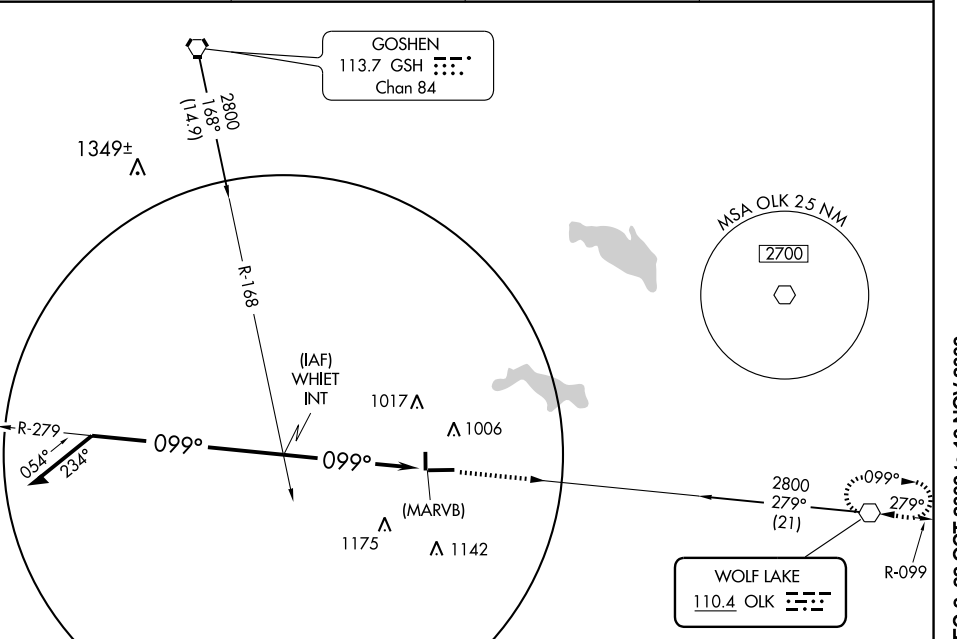 GOSHEN
113.7 GSH
Chan 84
2800
168°
(14.9)
1349±
MSA OLK 25 NM
2700
R-168
(IAF)
WHIET
INT
1017
1006
R-279
099°
099°
054°
234°
(MARVB)
1175
1142
2800
279°
(21)
099°
279°
R-099
WOLF LAKE
110.4 OLK